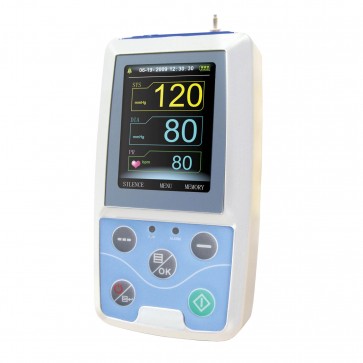 06-19-2008 12:30:30
SYS
mmHg 120
DIA
mmHg 80
PR
bpm 80
SILENCE MENU MEMORY
OK